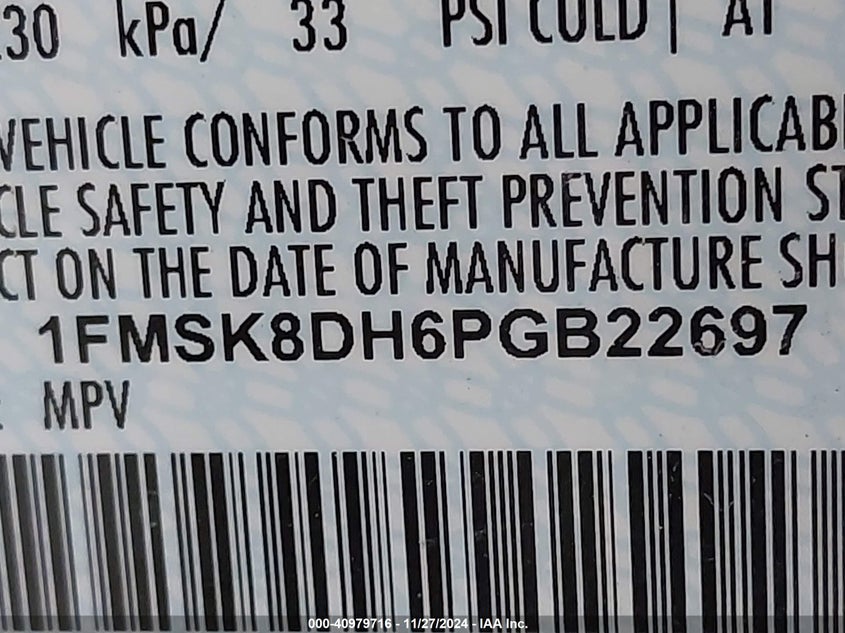 30 kPa/ 33 PSI COLD | AT
VEHICLE CONFORMS TO ALL APPLICAB
CLE SAFETY AND THEFT PREVENTION ST
CT ON THE DATE OF MANUFACTURE SH
1FMSK8DH6PGB22697
: MPV
000-40979716 - 11/27/2024 - IAA Inc.